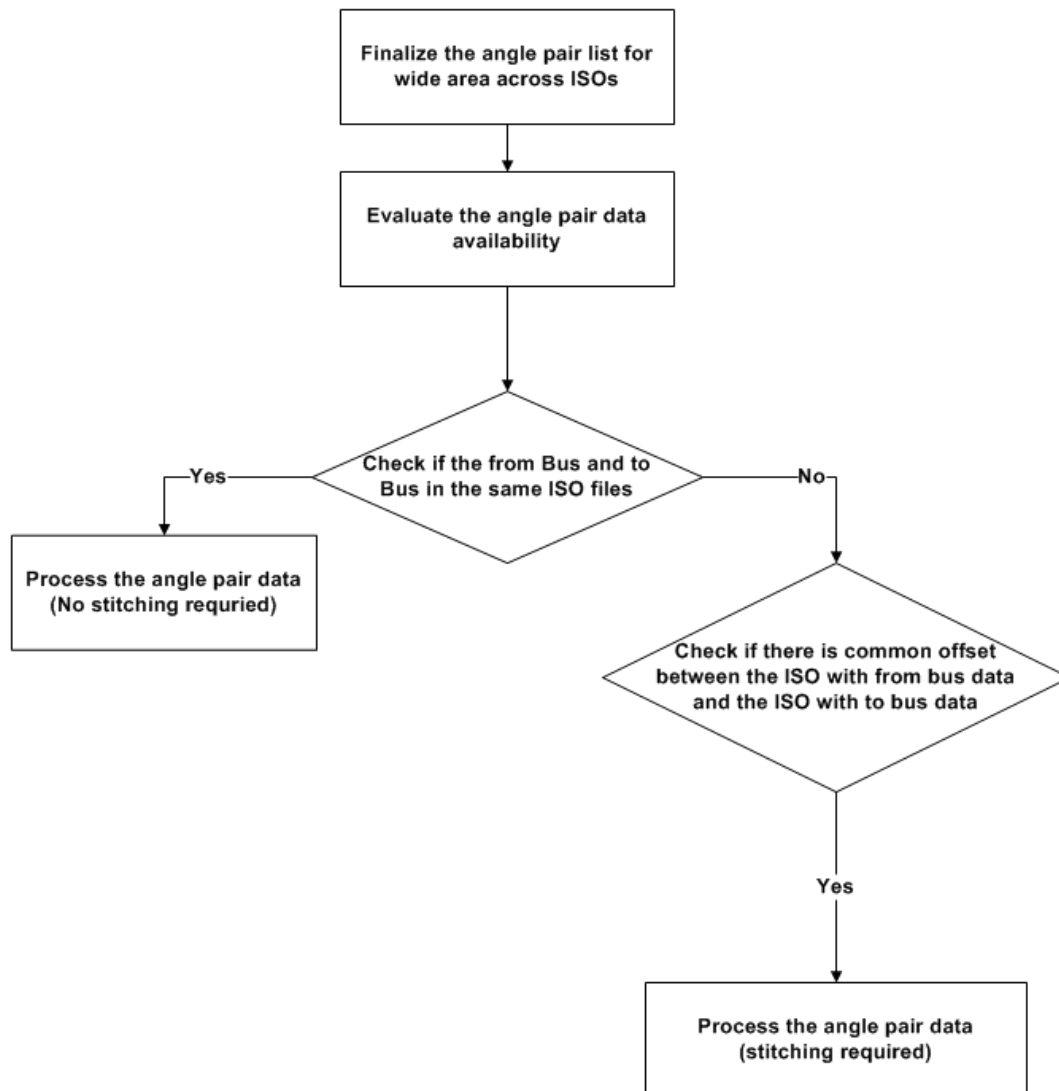 Finalize the angle pair list for
wide area across ISOs
Evaluate the angle pair data
availability
Check if the from Bus and to
Bus in the same ISO files
Yes
No
Process the angle pair data
(No stitching requried)
Check if there is common offset
between the ISO with from bus data
and the ISO with to bus data
Yes
Process the angle pair data
(stitching required)